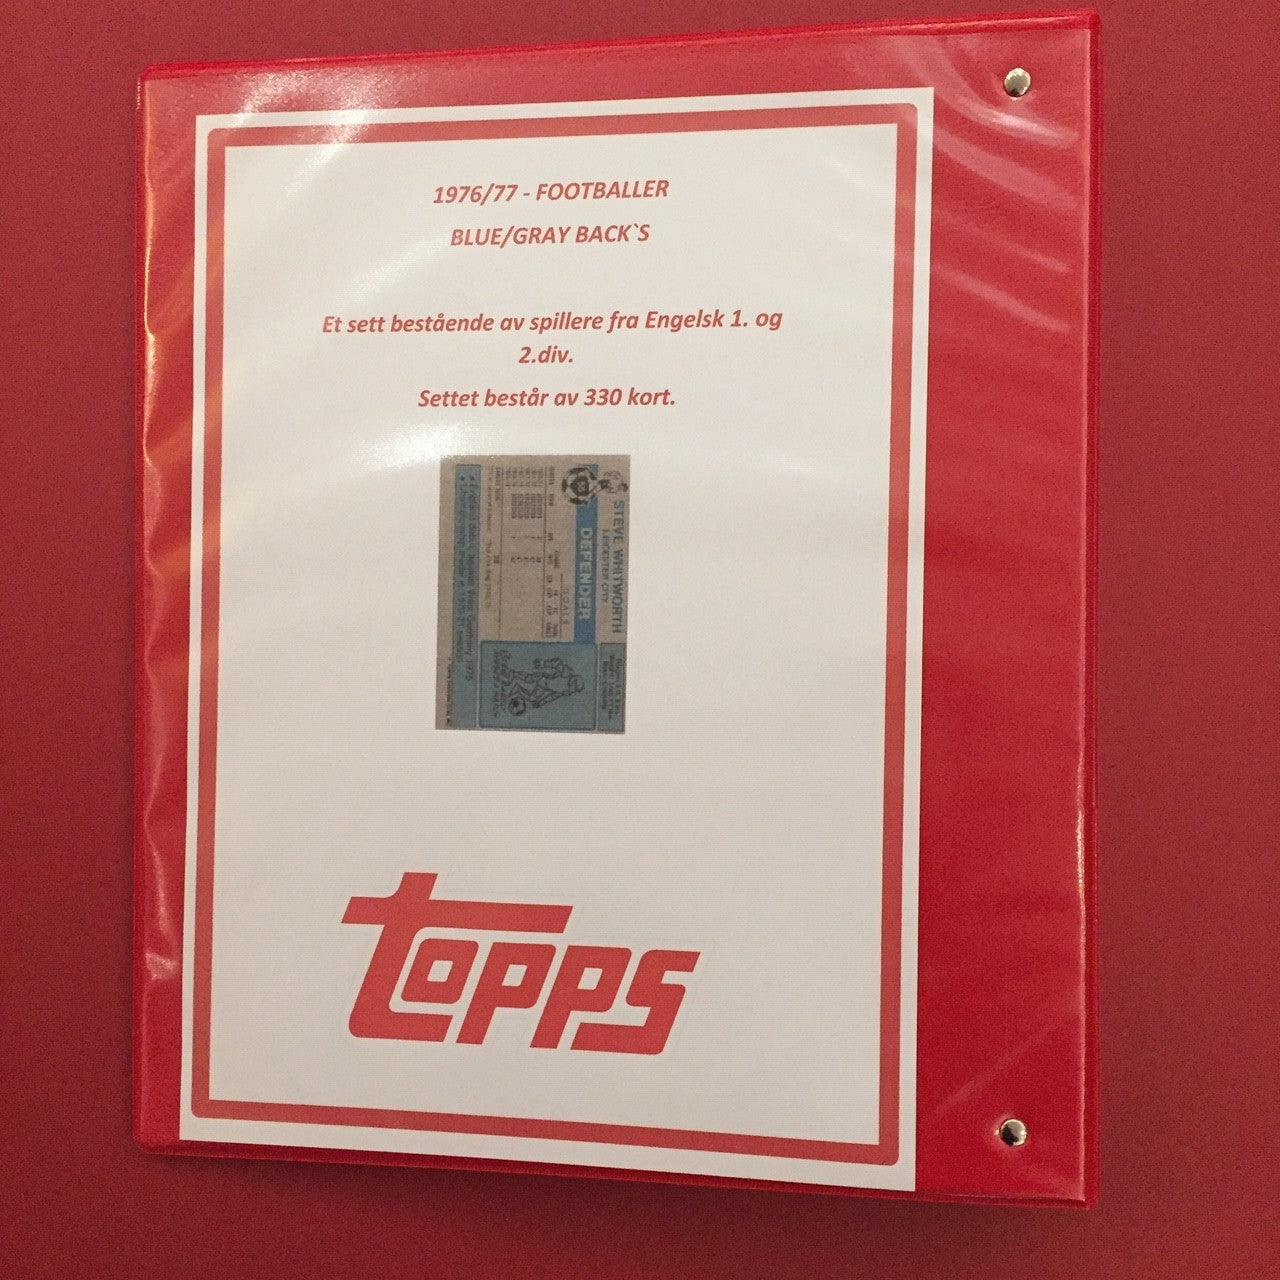 1976/77 - FOOTBALLER
BLUE/GRAY BACK`S
Et sett bestående av spillere fra Engelsk 1. og
2.div.
Settet består av 330 kort.
STEVE WHITWORTH
LEICESTER CITY
DEFENDER
GOALS
TOPPS